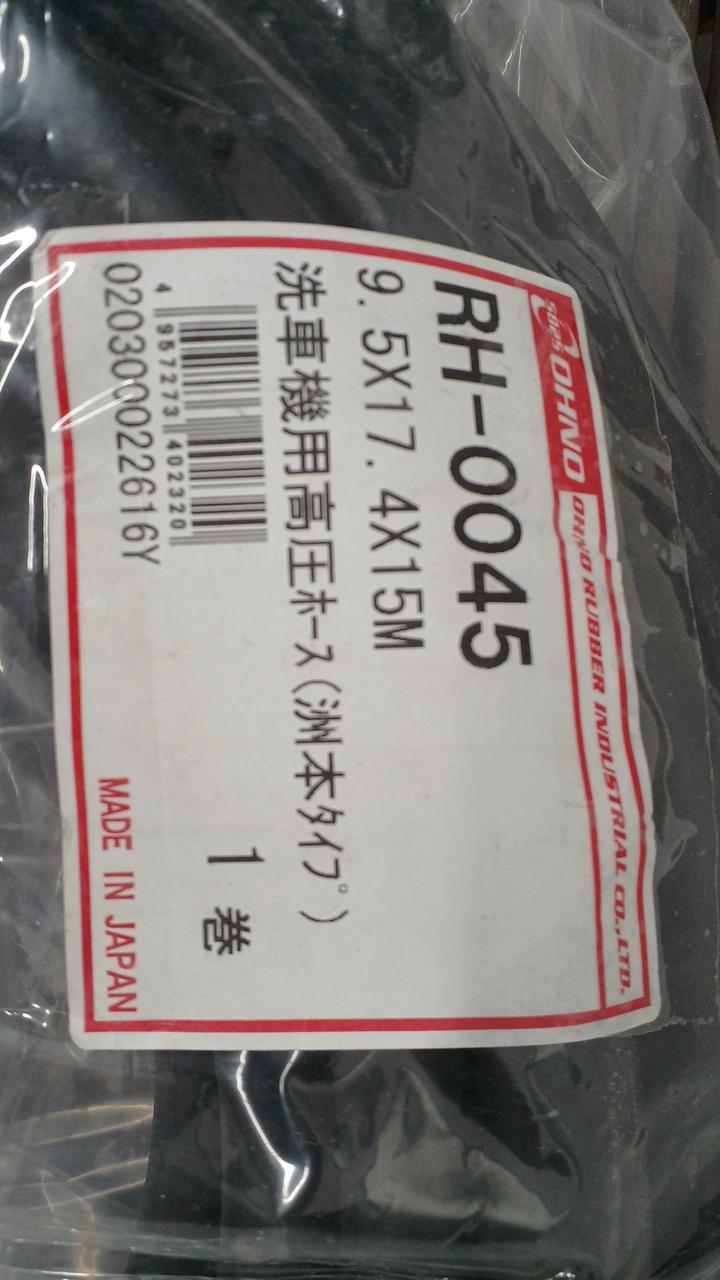 OHNO OHNO RUBBER INDUSTRIAL CO.,LTD.
RH-0045
9.5X17.4X15M
洗車機用高圧ﾎｰｽ(洲本ﾀｲﾌﾟ)
1 巻
4 957273 402320
02030002261​6Y
MADE IN JAPAN